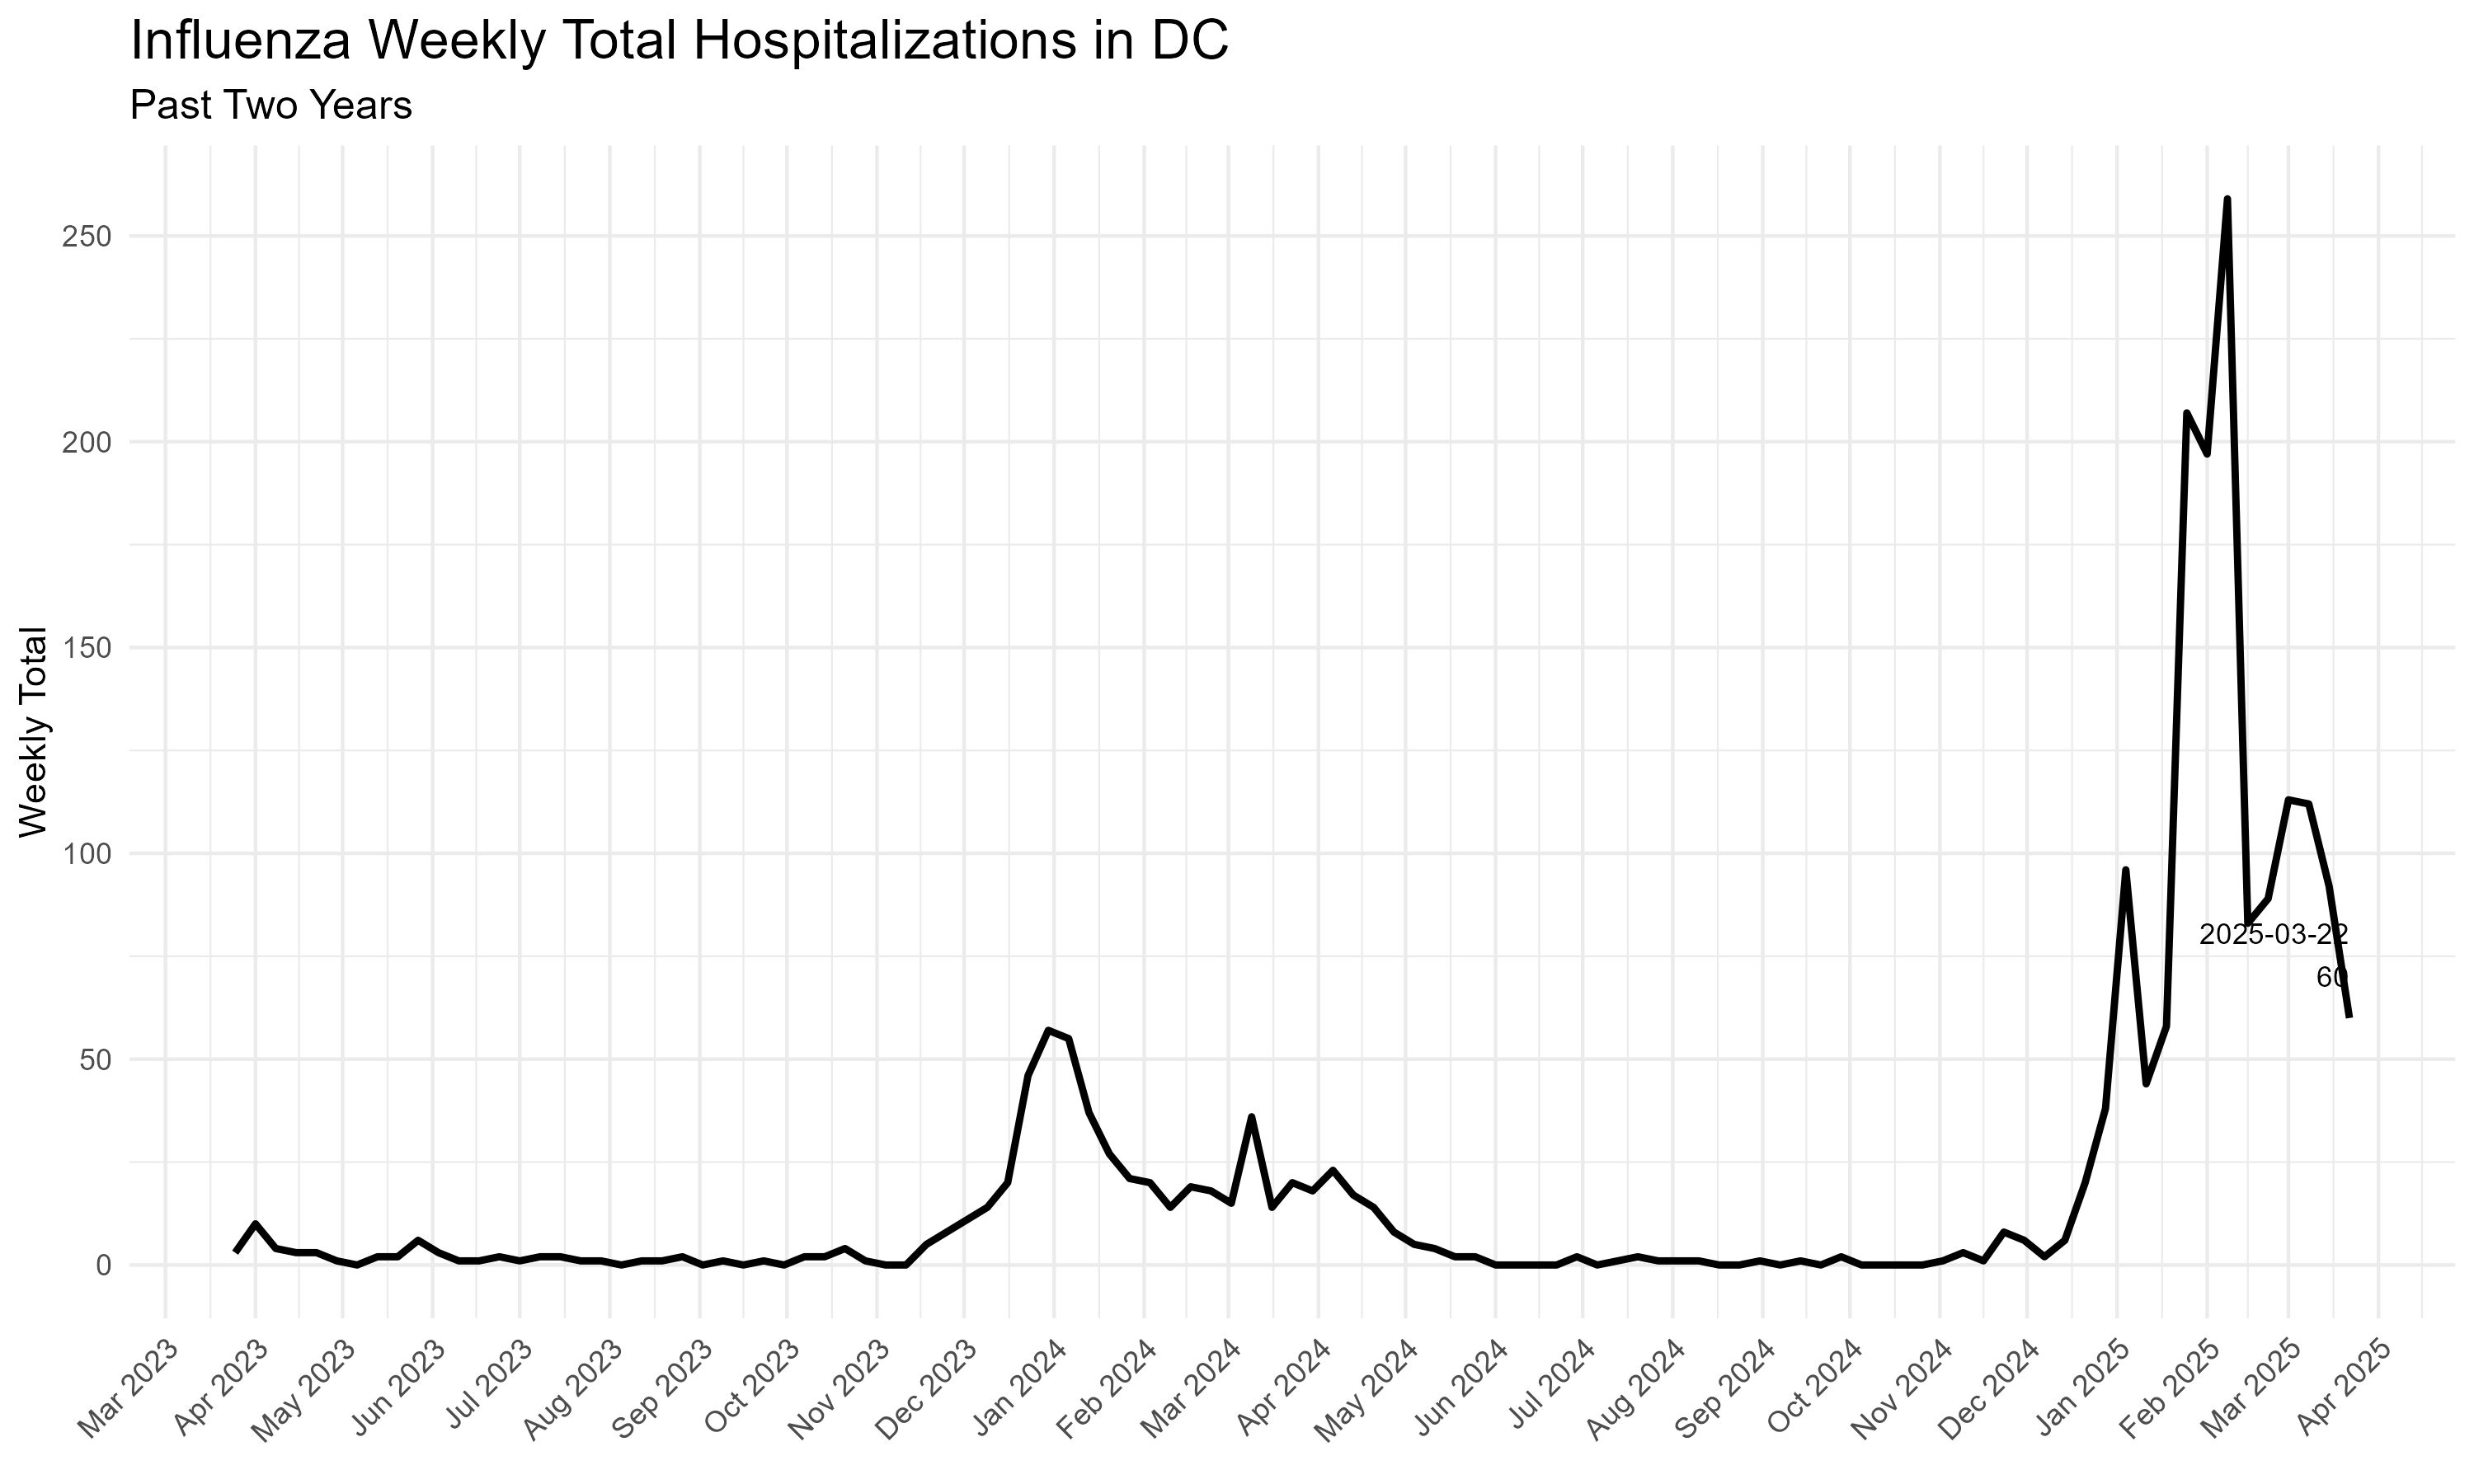 Influenza Weekly Total Hospitalizations in DC
Past Two Years
Weekly Total
250
200
150
100
50
0
2025-03-22
60
Mar 2023
Apr 2023
May 2023
Jun 2023
Jul 2023
Aug 2023
Sep 2023
Oct 2023
Nov 2023
Dec 2023
Jan 2024
Feb 2024
Mar 2024
Apr 2024
May 2024
Jun 2024
Jul 2024
Aug 2024
Sep 2024
Oct 2024
Nov 2024
Dec 2024
Jan 2025
Feb 2025
Mar 2025
Apr 2025